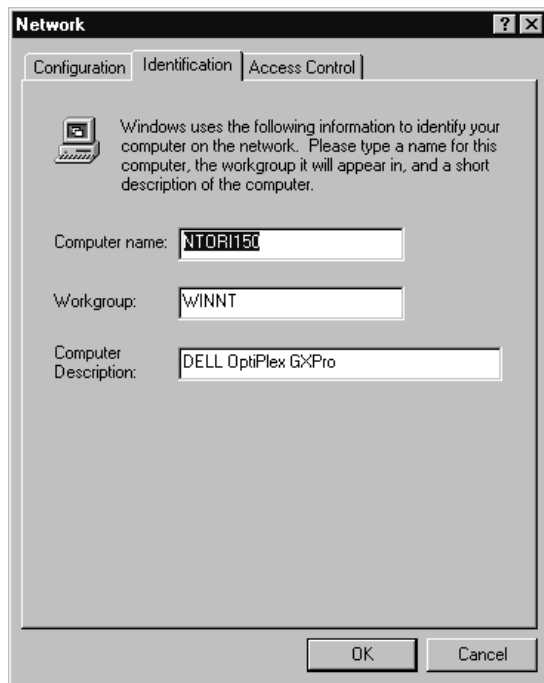 Network
Configuration Identification Access Control
Windows uses the following information to identify your
computer on the network. Please type a name for this
computer, the workgroup it will appear in, and a short
description of the computer.
Computer name: NTORI150
Workgroup: WINNT
Computer
Description: DELL OptiPlex GXPro
OK Cancel